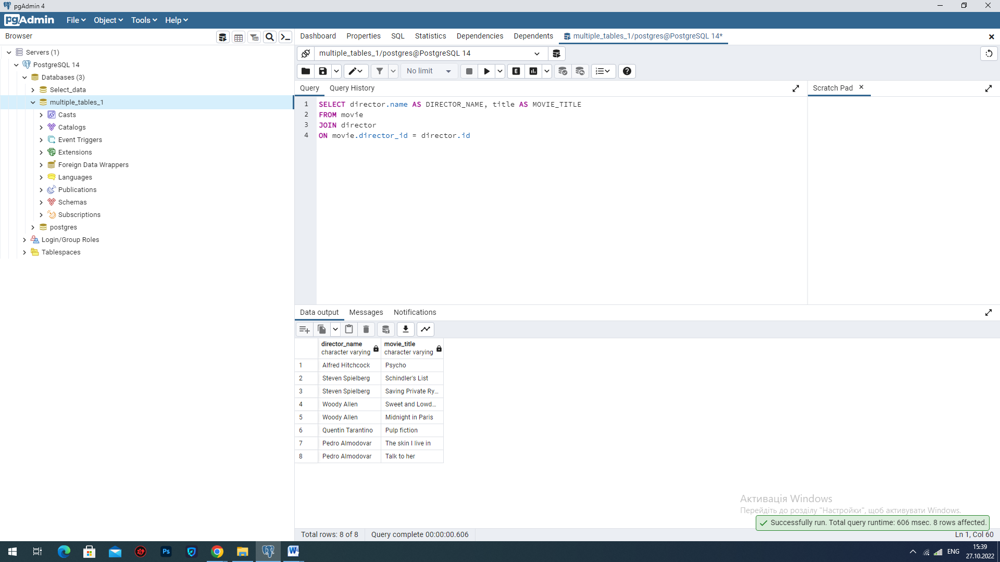 pgAdmin 4
pgAdmin File Object Tools Help
Browser
Dashboard Properties SQL Statistics Dependencies Dependents multiple_tables_1/postgres@PostgreSQL 14*
Servers (1)
PostgreSQL 14
Databases (3)
Select_data
multiple_tables_1
Casts
Catalogs
Event Triggers
Extensions
Foreign Data Wrappers
Languages
Publications
Schemas
Subscriptions
postgres
Login/Group Roles
Tablespaces
multiple_tables_1/postgres@PostgreSQL 14
No limit
E
Query Query History
Scratch Pad
1 SELECT director.name AS DIRECTOR_NAME, title AS MOVIE_TITLE
2 FROM movie
3 JOIN director
4 ON movie.director_id = director.id
Data output Messages Notifications
director_name movie_title
character varying character varying
1 Alfred Hitchcock Psycho
2 Steven Spielberg Schindler's List
3 Steven Spielberg Saving Private Ry...
4 Woody Allen Sweet and Lowd...
5 Woody Allen Midnight in Paris
6 Quentin Tarantino Pulp fiction
7 Pedro Almodovar The skin I live in
8 Pedro Almodovar Talk to her
Активація Windows
Перейдіть до розділу "Настройки", щоб активувати Windows.
Successfully run. Total query runtime: 606 msec. 8 rows affected.
Total rows: 8 of 8 Query complete 00:00:00.606
Ln 1, Col 60
Ps
W
ENG
15:39
27.10.2022